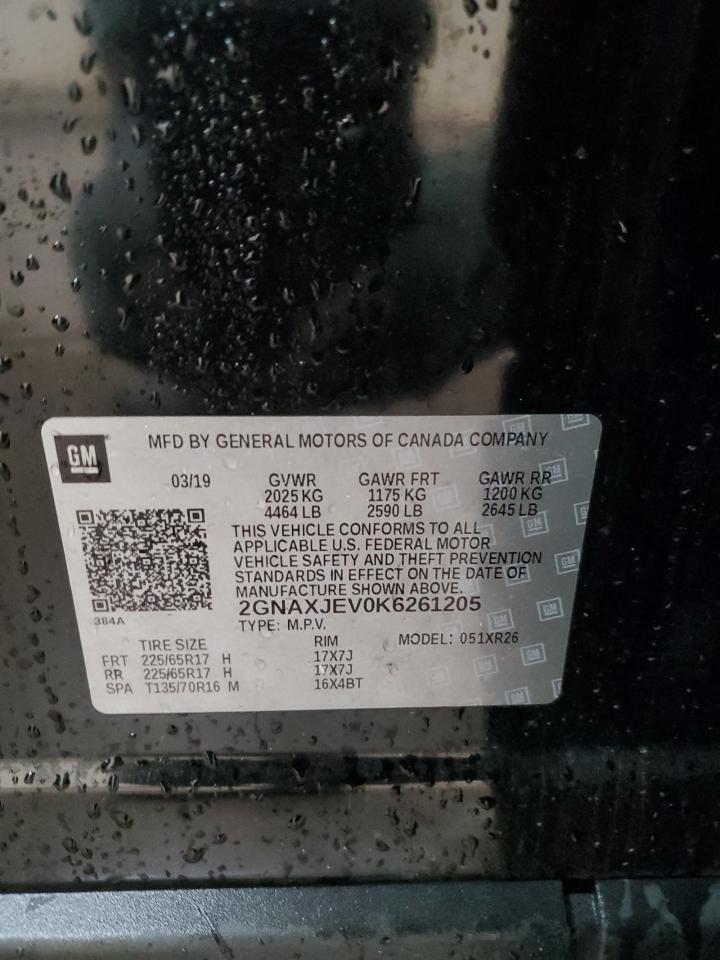 GM
MFD BY GENERAL MOTORS OF CANADA COMPANY
03/19 GVWR GAWR FRT GAWR RR
2025 KG 1175 KG 1200 KG
4464 LB 2590 LB 2645 LB
THIS VEHICLE CONFORMS TO ALL
APPLICABLE U.S. FEDERAL MOTOR
VEHICLE SAFETY AND THEFT PREVENTION
STANDARDS IN EFFECT ON THE DATE OF
MANUFACTURE SHOWN ABOVE.
2GNAXJEV0K6261205
384A
TYPE: M.P.V. MODEL: 051XR26
TIRE SIZE RIM
FRT 225/65R17 H 17X7J
RR 225/65R17 H 17X7J
SPA T135/70R16 M 16X4BT